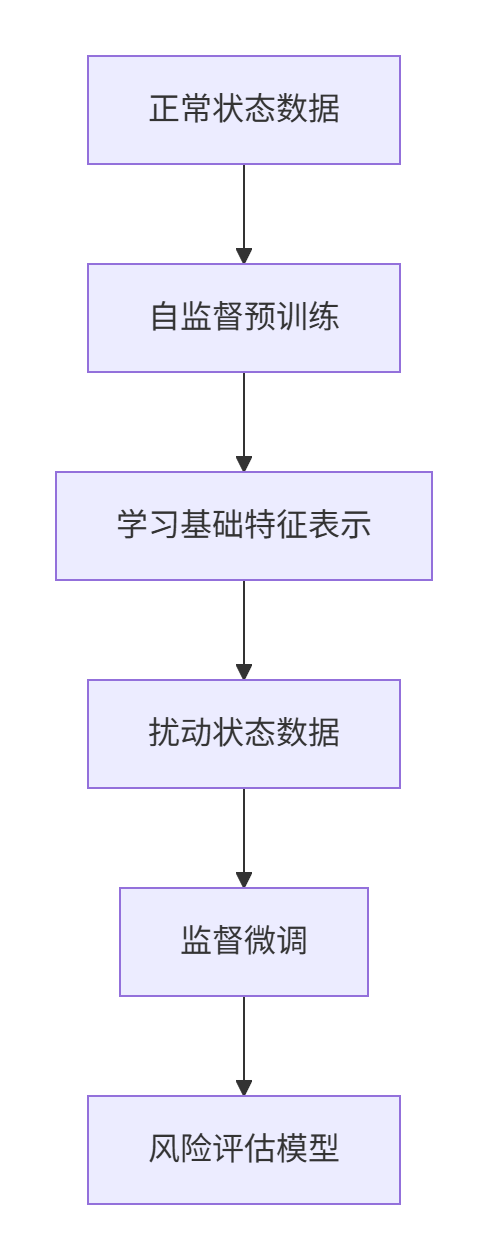 正常状态数据
自监督预训练
学习基础特征表示
扰动状态数据
监督微调
风险评估模型